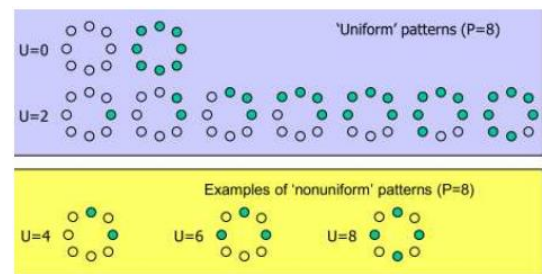 'Uniform' patterns (P=8)
U=0
U=2
Examples of 'nonuniform' patterns (P=8)
U=4 U=6 U=8